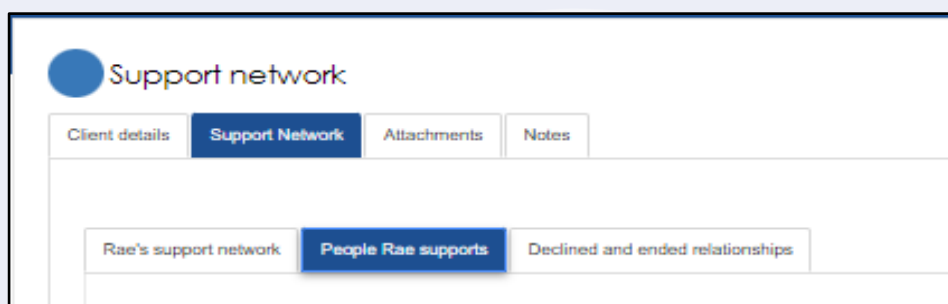 Support network
Client details Support Network Attachments Notes
Rae's support network People Rae supports Declined and ended relationships